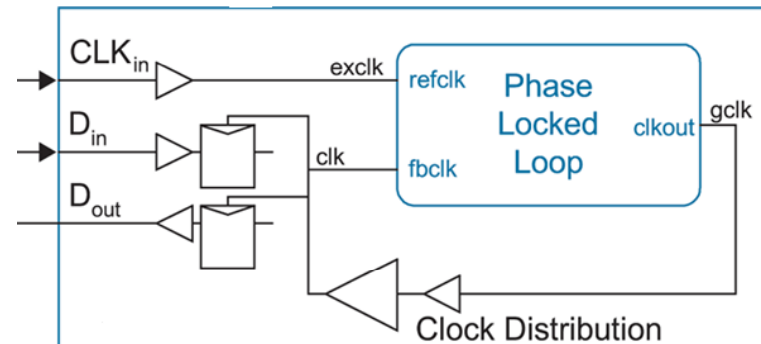 CLKin
exclk
refclk
Phase
Locked
Loop
gclk
clkout
Din
clk
fbclk
Dout
Clock Distribution